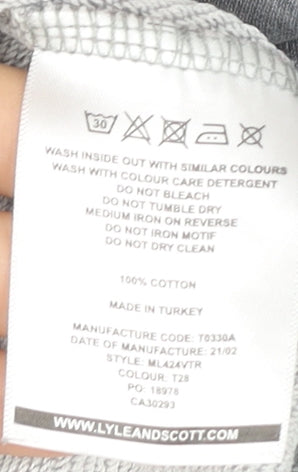 30
WASH INSIDE OUT WITH SIMILAR COLOURS
WASH WITH COLOUR CARE DETERGENT
DO NOT BLEACH
DO NOT TUMBLE DRY
MEDIUM IRON ON REVERSE
DO NOT IRON MOTIF
DO NOT DRY CLEAN
100% COTTON
MADE IN TURKEY
MANUFACTURE CODE: T0330A
DATE OF MANUFACTURE: 21/02
STYLE: ML424VTR
COLOUR: T28
PO: 18976
CA30293
WWW.LYLEANDSCOTT.COM